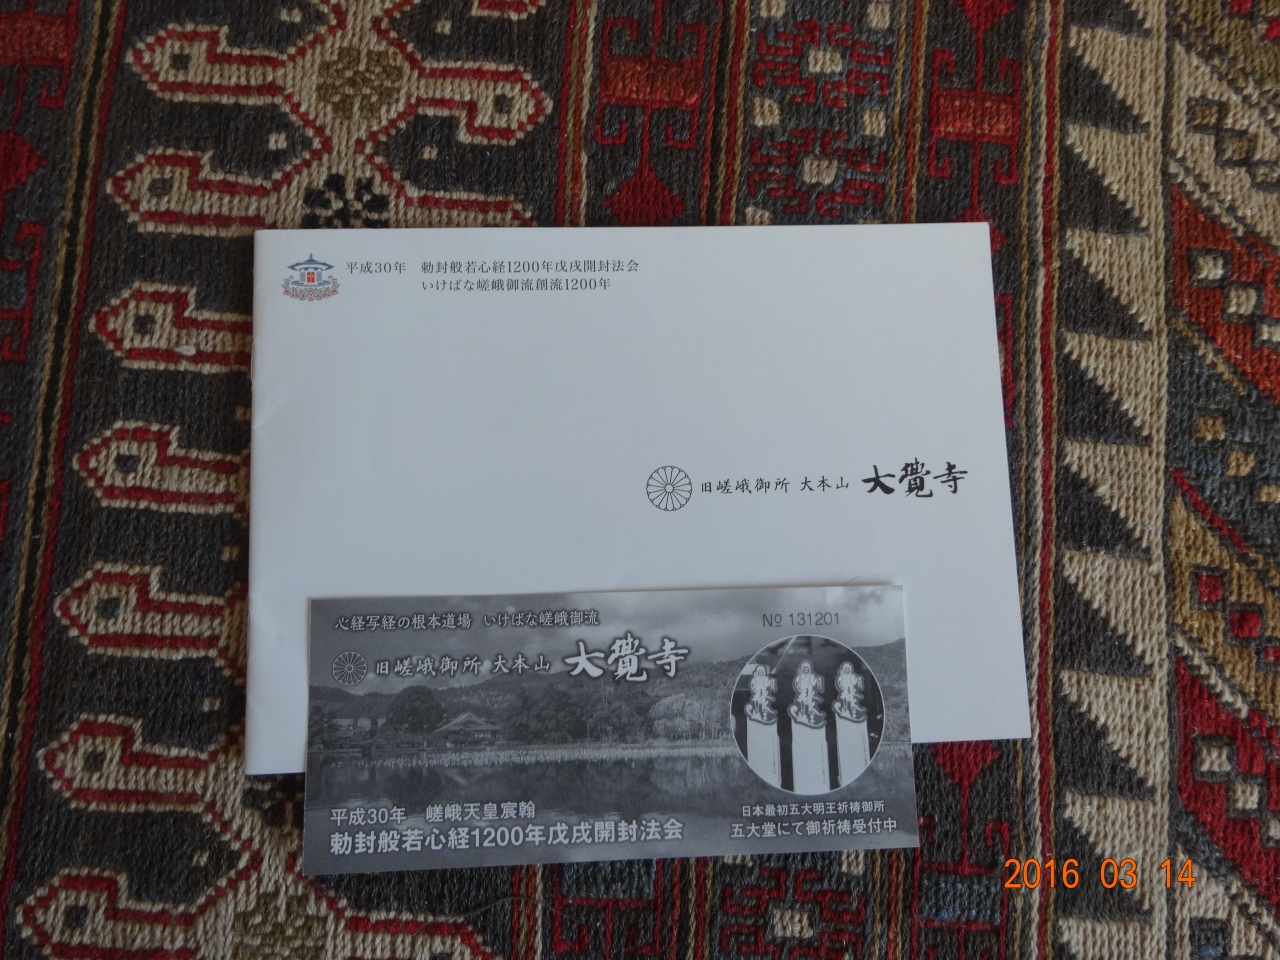 平成30年　勅封般若心経1200年戊戌開封法会
いけばな嵯峨御流創流1200年
旧嵯峨御所 大本山 大覺寺
心経写経の根本道場　いけばな嵯峨御流
№ 131201
旧嵯峨御所 大本山 大覺寺
平成30年　嵯峨天皇宸翰
勅封般若心経1200年戊戌開封法会
日本最初五大明王祈祷御所
五大堂にて御祈祷受付中
2016 03 14